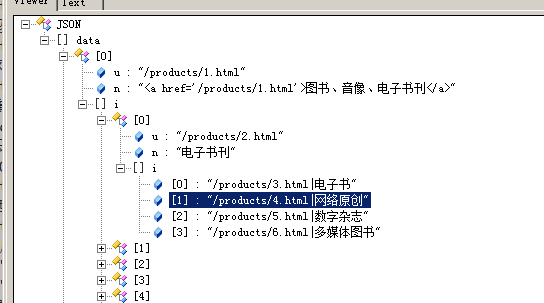 Viewer Text
JSON
[] data
[0]
u : "/products/1.html"
n : "<a href='/products/1.html'>图书、音像、电子书刊</a>"
[] i
[0]
u : "/products/2.html"
n : "电子书刊"
[] i
[0] : "/products/3.html|电子书"
[1] : "/products/4.html|网络原创"
[2] : "/products/5.html|数字杂志"
[3] : "/products/6.html|多媒体图书"
[1]
[2]
[3]
[4]